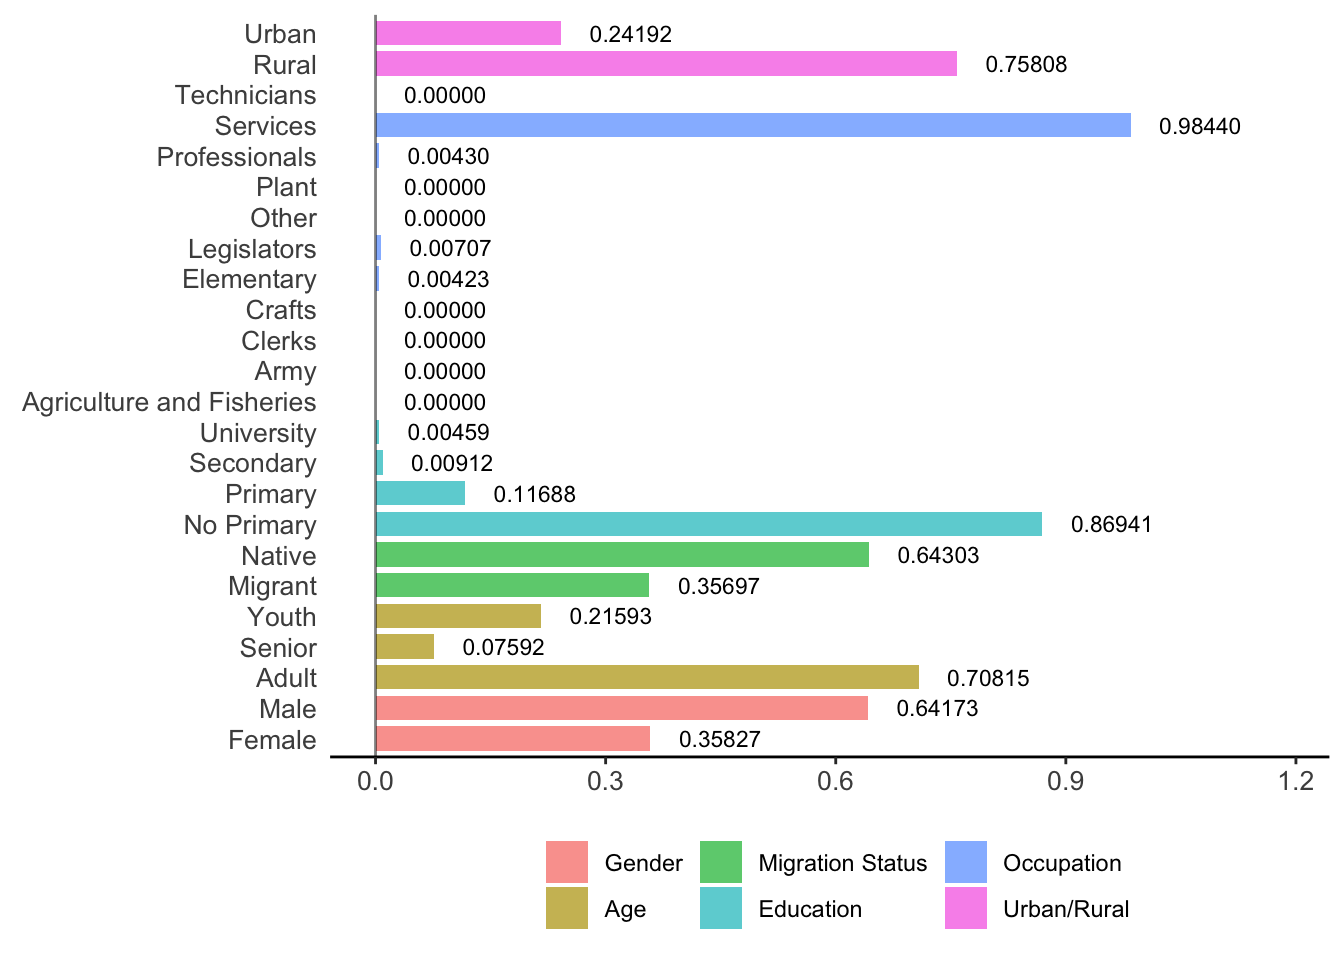 Urban 0.24192
Rural 0.75808
Technicians 0.00000
Services 0.98440
Professionals 0.00430
Plant 0.00000
Other 0.00000
Legislators 0.00707
Elementary 0.00423
Crafts 0.00000
Clerks 0.00000
Army 0.00000
Agriculture and Fisheries 0.00000
University 0.00459
Secondary 0.00912
Primary 0.11688
No Primary 0.86941
Native 0.64303
Migrant 0.35697
Youth 0.21593
Senior 0.07592
Adult 0.70815
Male 0.64173
Female 0.35827
0.0 0.3 0.6 0.9 1.2
Gender Migration Status Occupation
Age Education Urban/Rural